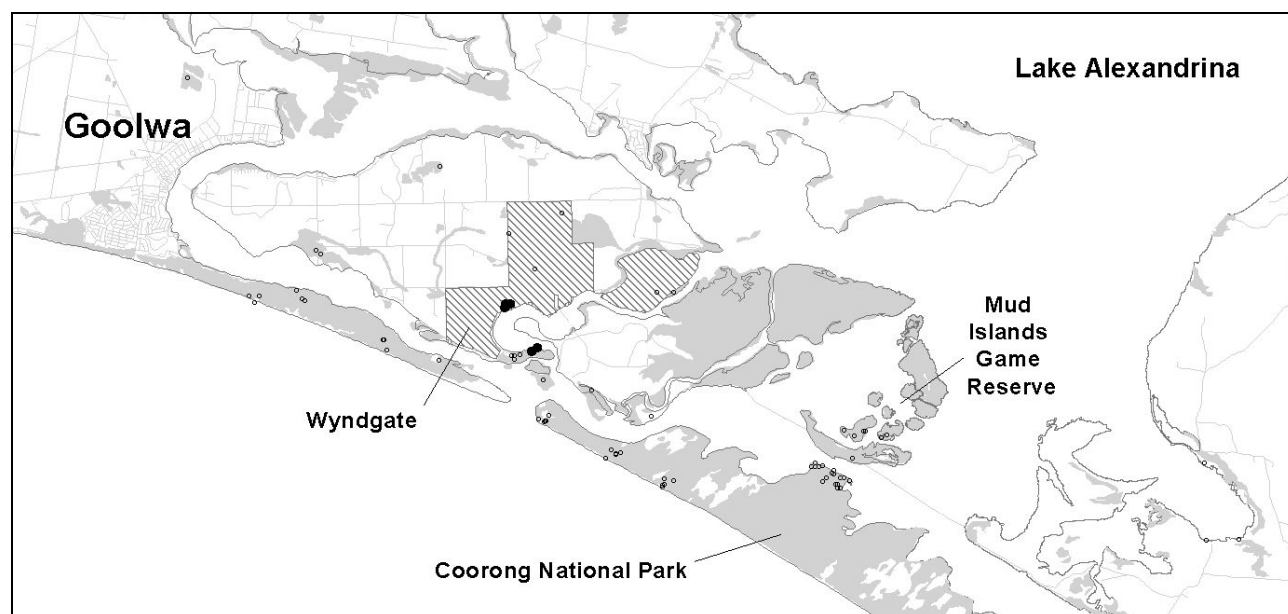 Lake Alexandrina
Goolwa
Mud
Islands
Game
Reserve
Wyndgate
Coorong National Park